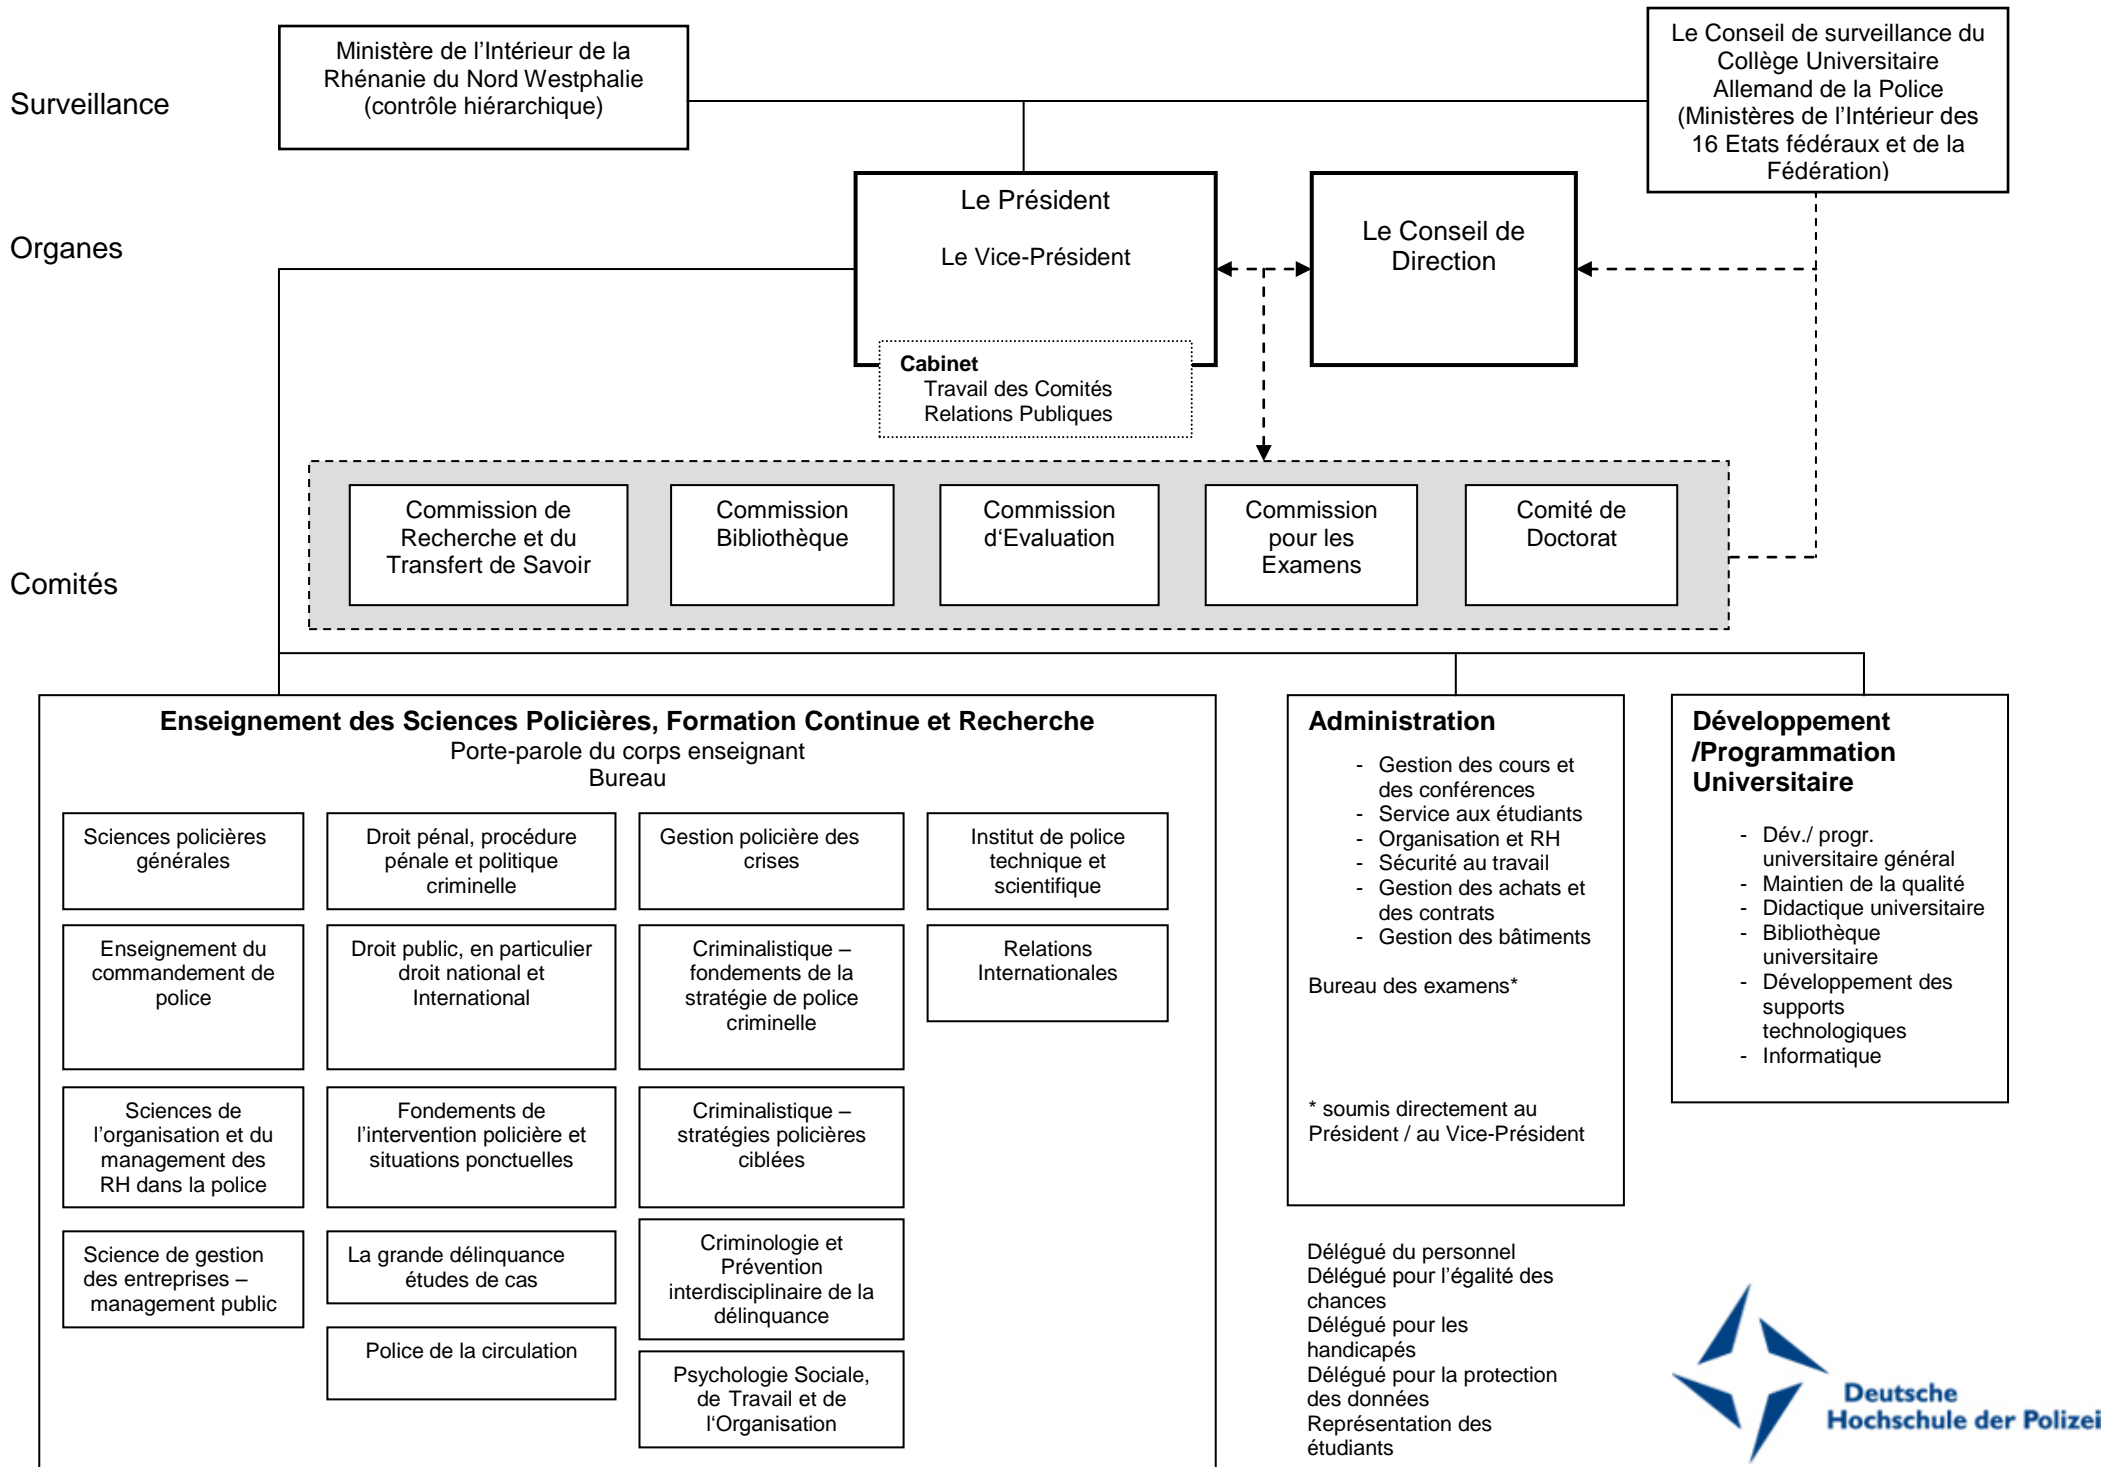 Surveillance
Ministère de l’Intérieur de la
Rhénanie du Nord Westphalie
(contrôle hiérarchique)
Le Conseil de surveillance du
Collège Universitaire
Allemand de la Police
(Ministères de l’Intérieur des
16 Etats fédéraux et de la
Fédération)
Organes
Le Président
Le Vice-Président
Cabinet
Travail des Comités
Relations Publiques
Le Conseil de
Direction
Comités
Commission de
Recherche et du
Transfert de Savoir
Commission
Bibliothèque
Commission
d‘Evaluation
Commission
pour les
Examens
Comité de
Doctorat
Enseignement des Sciences Policières, Formation Continue et Recherche
Porte-parole du corps enseignant
Bureau
Sciences policières
générales
Droit pénal, procédure
pénale et politique
criminelle
Gestion policière des
crises
Institut de police
technique et
scientifique
Enseignement du
commandement de
police
Droit public, en particulier
droit national et
International
Criminalistique –
fondements de la
stratégie de police
criminelle
Relations
Internationales
Sciences de
l’organisation et du
management des
RH dans la police
Fondements de
l’intervention policière et
situations ponctuelles
Criminalistique –
stratégies policières
ciblées
Science de gestion
des entreprises –
management public
La grande délinquance
études de cas
Criminologie et
Prévention
interdisciplinaire de la
délinquance
Police de la circulation
Psychologie Sociale,
de Travail et de
l‘Organisation
Administration
- Gestion des cours et
des conférences
- Service aux étudiants
- Organisation et RH
- Sécurité au travail
- Gestion des achats et
des contrats
- Gestion des bâtiments
Bureau des examens*
* soumis directement au
Président / au Vice-Président
Délégué du personnel
Délégué pour l’égalité des
chances
Délégué pour les
handicapés
Délégué pour la protection
des données
Représentation des
étudiants
Développement
/Programmation
Universitaire
- Dév./ progr.
universitaire général
- Maintien de la qualité
- Didactique universitaire
- Bibliothèque
universitaire
- Développement des
supports
technologiques
- Informatique
Deutsche
Hochschule der Polizei